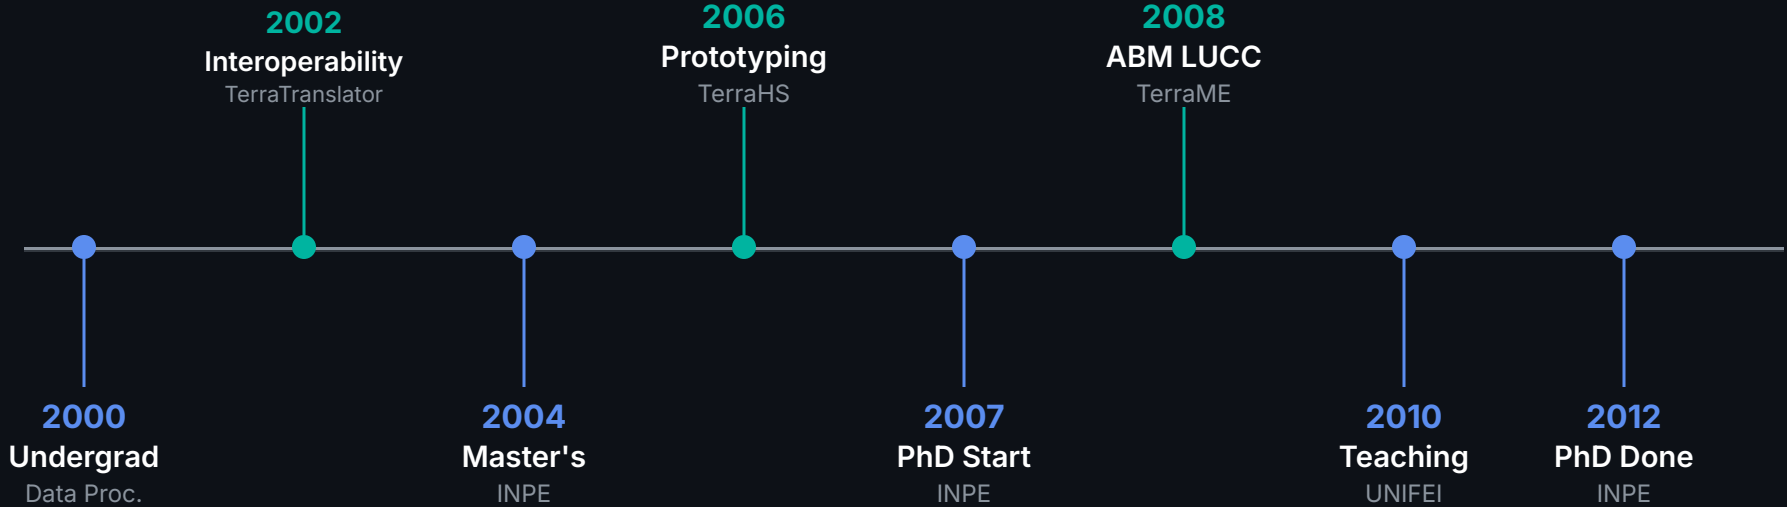 2002
Interoperability
TerraTranslator
2006
Prototyping
TerraHS
2008
ABM LUCC
TerraME
2000
Undergrad
Data Proc.
2004
Master's
INPE
2007
PhD Start
INPE
2010
Teaching
UNIFEI
2012
PhD Done
INPE